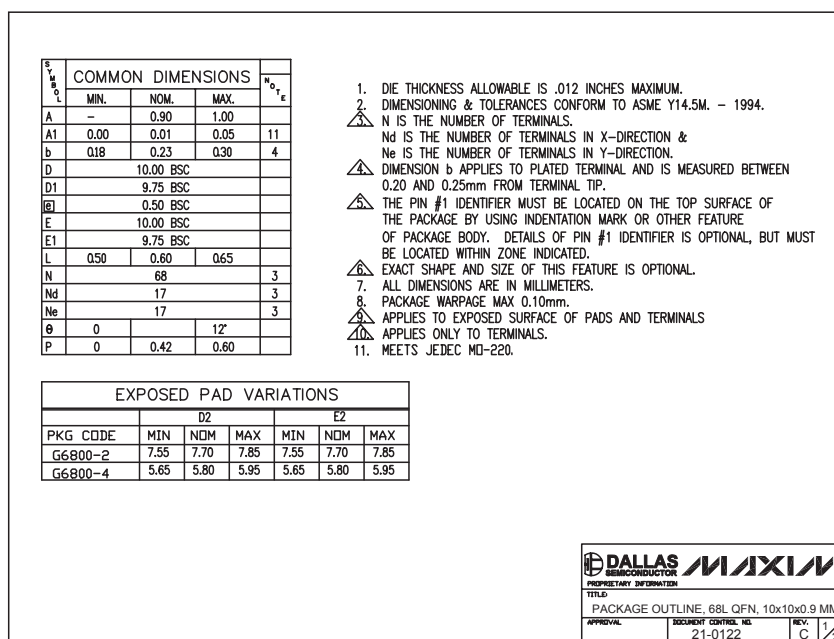 SYMBOL COMMON DIMENSIONS NOTE
MIN. NOM. MAX.
A – 0.90 1.00
A1 0.00 0.01 0.05 11
b 0.18 0.23 0.30 4
D 10.00 BSC
D1 9.75 BSC
e 0.50 BSC
E 10.00 BSC
E1 9.75 BSC
L 0.50 0.60 0.65
N 68 3
Nd 17 3
Ne 17 3
θ 0 12°
P 0 0.42 0.60
1. DIE THICKNESS ALLOWABLE IS .012 INCHES MAXIMUM.
2. DIMENSIONING & TOLERANCES CONFORM TO ASME Y14.5M. – 1994.
3. N IS THE NUMBER OF TERMINALS.
Nd IS THE NUMBER OF TERMINALS IN X–DIRECTION &
Ne IS THE NUMBER OF TERMINALS IN Y–DIRECTION.
4. DIMENSION b APPLIES TO PLATED TERMINAL AND IS MEASURED BETWEEN
0.20 AND 0.25mm FROM TERMINAL TIP.
5. THE PIN #1 IDENTIFIER MUST BE LOCATED ON THE TOP SURFACE OF
THE PACKAGE BY USING INDENTATION MARK OR OTHER FEATURE
OF PACKAGE BODY. DETAILS OF PIN #1 IDENTIFIER IS OPTIONAL, BUT MUST
BE LOCATED WITHIN ZONE INDICATED.
6. EXACT SHAPE AND SIZE OF THIS FEATURE IS OPTIONAL.
7. ALL DIMENSIONS ARE IN MILLIMETERS.
8. PACKAGE WARPAGE MAX 0.10mm.
9. APPLIES TO EXPOSED SURFACE OF PADS AND TERMINALS
10. APPLIES ONLY TO TERMINALS.
11. MEETS JEDEC MO–220.
EXPOSED PAD VARIATIONS
D2 E2
PKG CODE MIN NOM MAX MIN NOM MAX
G6800–2 7.55 7.70 7.85 7.55 7.70 7.85
G6800–4 5.65 5.80 5.95 5.65 5.80 5.95
DALLAS SEMICONDUCTOR MAXIM
PROPRIETARY INFORMATION
TITLE:
PACKAGE OUTLINE, 68L QFN, 10x10x0.9 MM
APPROVAL DOCUMENT CONTROL NO. REV.
21-0122 C 1/